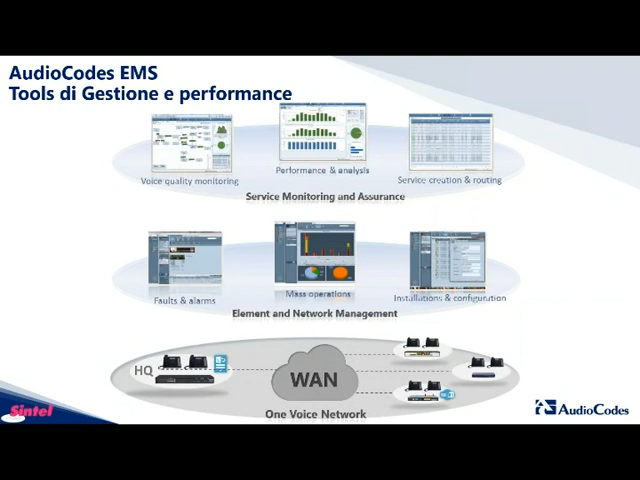 AudioCodes EMS
Tools di Gestione e performance
Voice quality monitoring
Performance & analysis
Service creation & routing
Service Monitoring and Assurance
Faults & alarms
Mass operations
Installations & configuration
Element and Network Management
HQ
WAN
One Voice Network
Sintel
AudioCodes